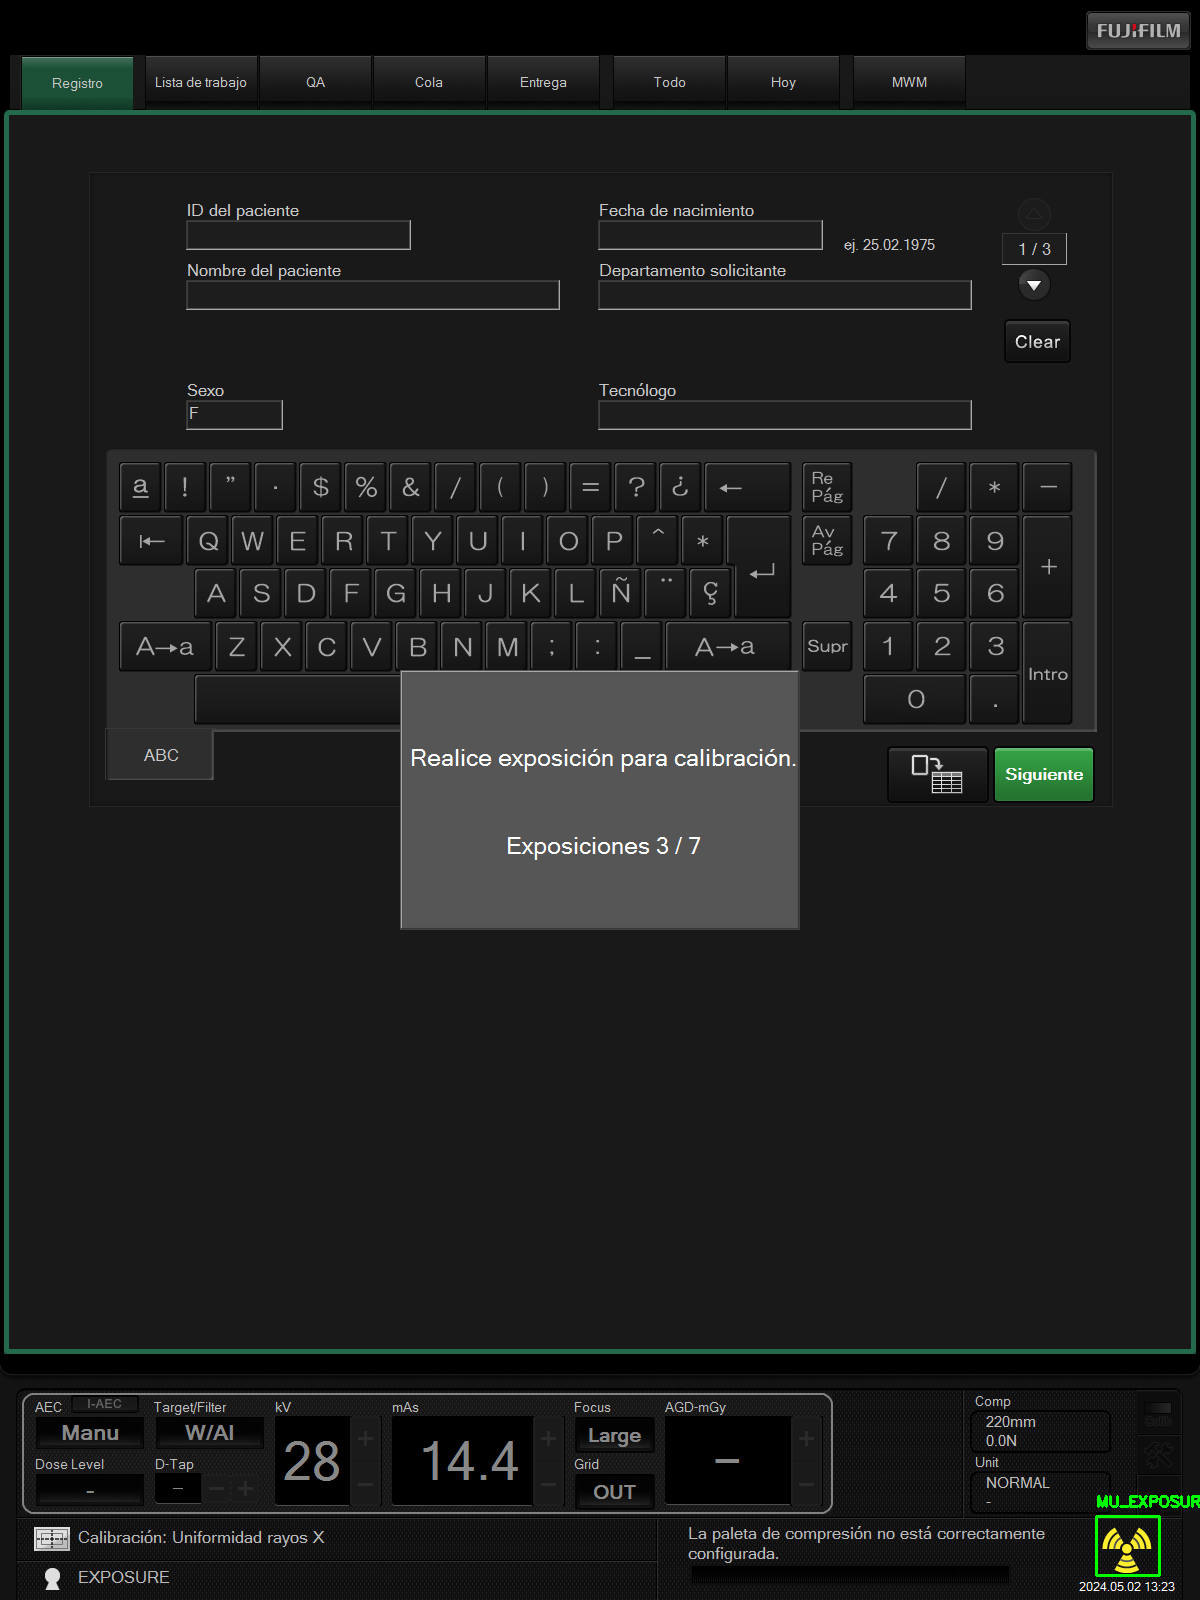 FUJIFILM
Registro
Lista de trabajo
QA
Cola
Entrega
Todo
Hoy
MWM
ID del paciente
Fecha de nacimiento
ej. 25.02.1975
1 / 3
Nombre del paciente
Departamento solicitante
Clear
Sexo
F
Tecnólogo
a ! " · $ % & / ( ) = ? ¿ ← Re Pág / * −
⇤ Q W E R T Y U I O P ^ * Av Pág 7 8 9 +
A S D F G H J K L Ñ ¨ ç ↵ 4 5 6
A→a Z X C V B N M ; : _ A→a Supr 1 2 3 Intro
0 .
ABC
Siguiente
Realice exposición para calibración.
Exposiciones 3 / 7
AEC I-AEC Target/Filter kV mAs Focus AGD-mGy Comp
Manu W/Al 28 14.4 Large − 220mm
0.0N
Dose Level D-Tap Grid Unit
- − OUT NORMAL
-
MU_EXPOSUR
Calibración: Uniformidad rayos X
EXPOSURE
La paleta de compresión no está correctamente
configurada.
2024.05.02 13:23